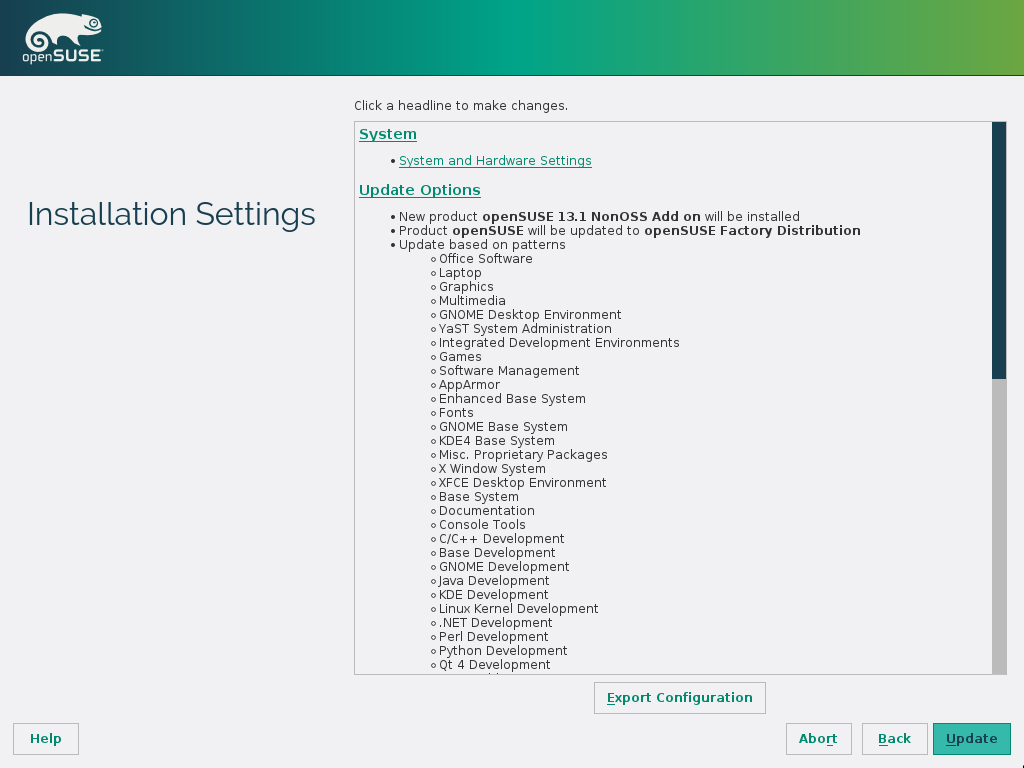 openSUSE
Click a headline to make changes.
Installation Settings
System
System and Hardware Settings
Update Options
New product openSUSE 13.1 NonOSS Add on will be installed
Product openSUSE will be updated to openSUSE Factory Distribution
Update based on patterns
Office Software
Laptop
Graphics
Multimedia
GNOME Desktop Environment
YaST System Administration
Integrated Development Environments
Games
Software Management
AppArmor
Enhanced Base System
Fonts
GNOME Base System
KDE4 Base System
Misc. Proprietary Packages
X Window System
XFCE Desktop Environment
Base System
Documentation
Console Tools
C/C++ Development
Base Development
GNOME Development
Java Development
KDE Development
Linux Kernel Development
.NET Development
Perl Development
Python Development
Qt 4 Development
Export Configuration
Help
Abort
Back
Update